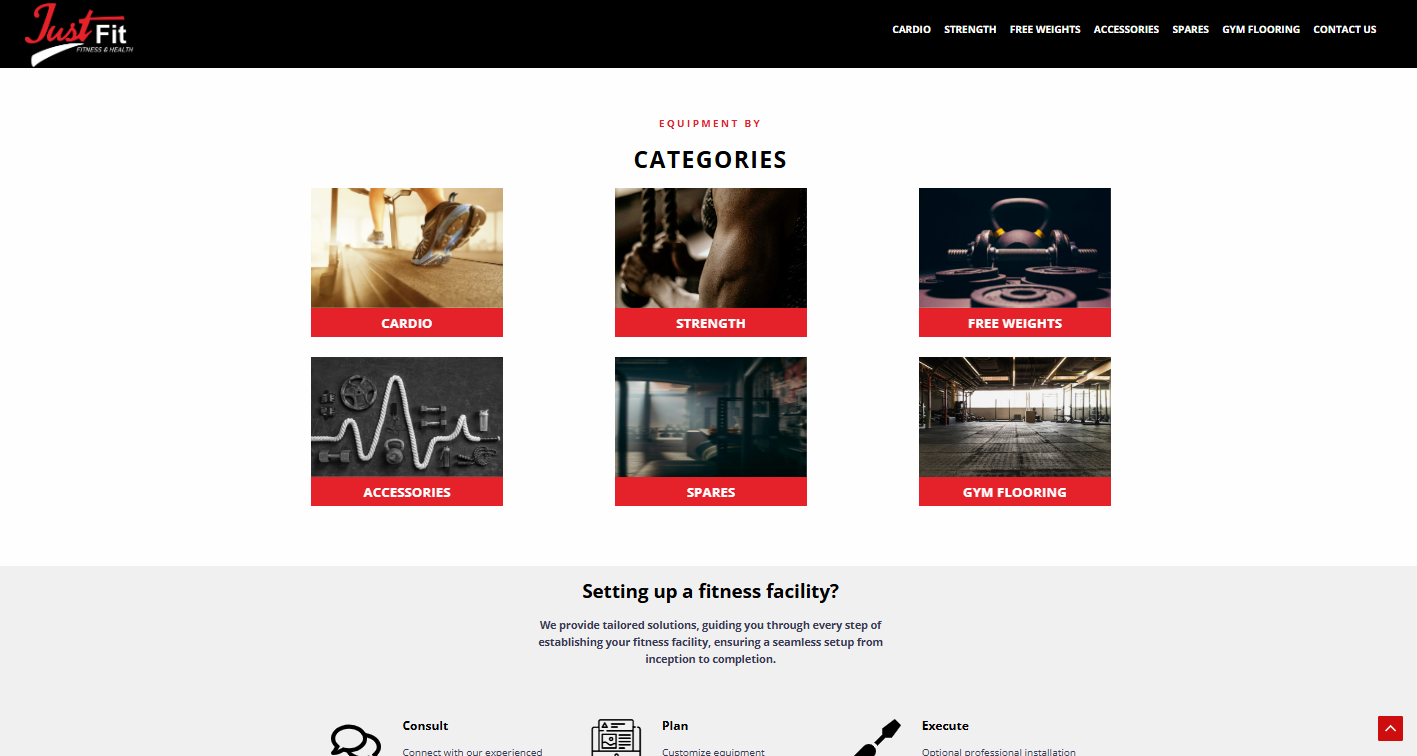 Just Fit
FITNESS & HEALTH
CARDIO STRENGTH FREE WEIGHTS ACCESSORIES SPARES GYM FLOORING CONTACT US
EQUIPMENT BY
CATEGORIES
CARDIO STRENGTH FREE WEIGHTS
ACCESSORIES SPARES GYM FLOORING
Setting up a fitness facility?
We provide tailored solutions, guiding you through every step of
establishing your fitness facility, ensuring a seamless setup from
inception to completion.
Consult Plan Execute
Connect with our experienced Customize equipment Optional professional installation